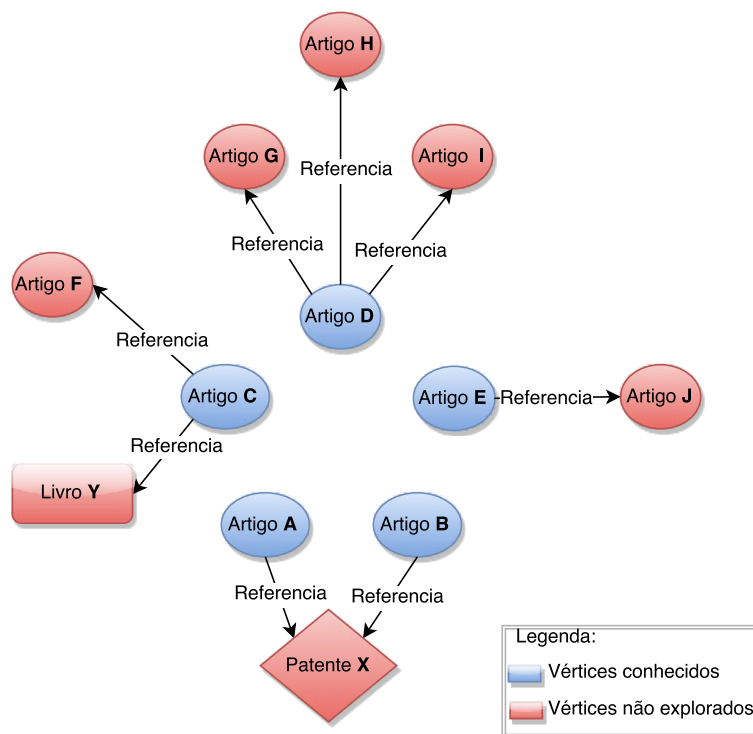 Artigo H
Artigo G
Referencia
Artigo I
Referencia
Referencia
Artigo F
Artigo D
Referencia
Artigo C
Artigo E
Referencia
Artigo J
Referencia
Livro Y
Artigo A
Artigo B
Referencia
Referencia
Patente X
Legenda:
Vértices conhecidos
Vértices não explorados